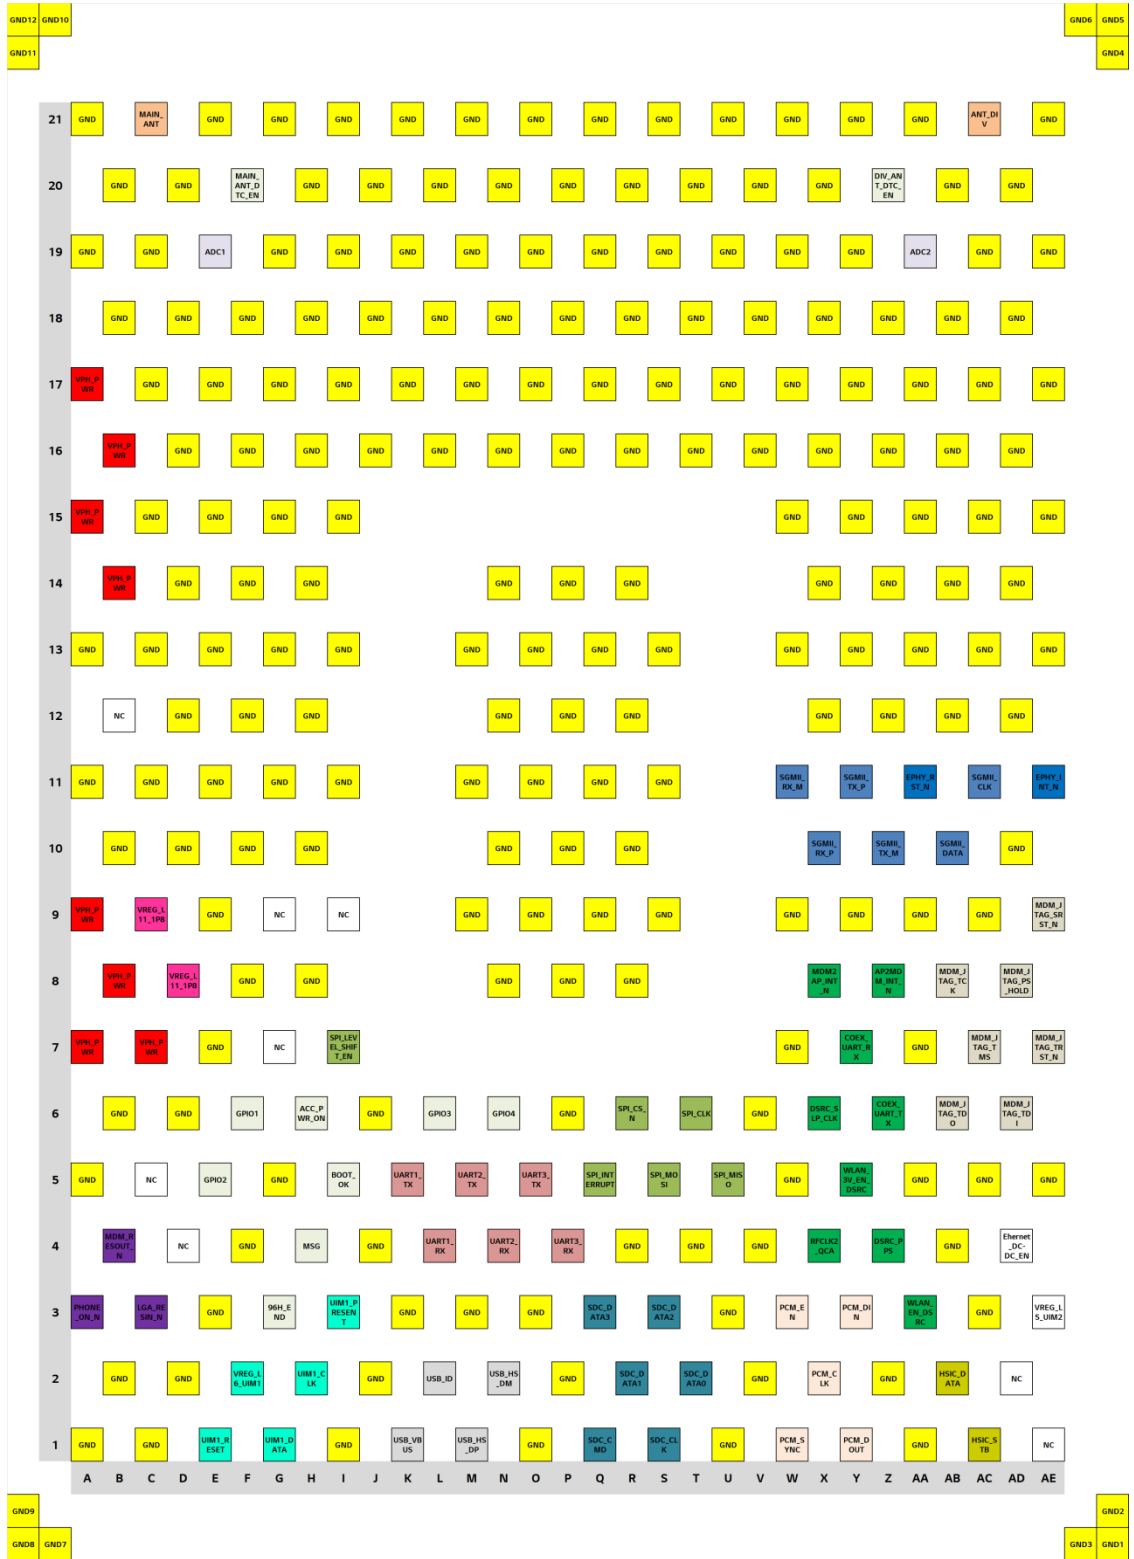 GND12 GND10 GND6 GND5
GND11 GND4
21 GND MAIN_ANT GND GND GND GND GND GND GND GND GND GND GND GND ANT_DIV GND
20 GND GND MAIN_ANT_DTC_EN GND GND GND GND GND GND GND GND GND DIV_ANT_DTC_EN GND GND
19 GND GND ADC1 GND GND GND GND GND GND GND GND GND GND ADC2 GND GND
18 GND GND GND GND GND GND GND GND GND GND GND GND GND GND GND
17 VPH_PWR GND GND GND GND GND GND GND GND GND GND GND GND GND GND GND
16 VPH_PWR GND GND GND GND GND GND GND GND GND GND GND GND GND GND
15 VPH_PWR GND GND GND GND GND GND GND GND GND
14 VPH_PWR GND GND GND GND GND GND GND GND GND GND
13 GND GND GND GND GND GND GND GND GND GND GND GND GND GND
12 NC GND GND GND GND GND GND GND GND GND GND
11 GND GND GND GND GND GND GND GND GND SGMII_RX_M SGMII_TX_P EPHY_RST_N SGMII_CLK EPHY_INT_N
10 GND GND GND GND GND GND GND SGMII_RX_P SGMII_TX_M SGMII_DATA GND
9 VPH_PWR VREG_L11_1P8 GND NC NC GND GND GND GND GND GND GND GND MDM_JTAG_SRST_N
8 VPH_PWR VREG_L11_1P8 GND GND GND GND GND MDM2AP_INT_N AP2MDM_INT_N MDM_JTAG_TCK MDM_JTAG_PS_HOLD
7 VPH_PWR VPH_PWR GND NC SPI_LEVEL_SHIFT_EN GND COEX_UART_RX GND MDM_JTAG_TMS MDM_JTAG_TRST_N
6 GND GND GPIO1 ACC_PWR_ON GND GPIO3 GPIO4 GND SPI_CS_N SPI_CLK GND DSRC_SLP_CLK COEX_UART_TX MDM_JTAG_TDO MDM_JTAG_TDI
5 GND NC GPIO2 GND BOOT_OK UART1_TX UART2_TX UART3_TX SPI_INTERRUPT SPI_MOSI SPI_MISO GND WLAN_3V_EN_DSRC GND GND GND
4 MDM_RESOUT_N NC GND MSG GND UART1_RX UART2_RX UART3_RX GND GND GND RFCLK2_QCA DSRC_PPS GND Ehernet_DC-DC_EN
3 PHONE_ON_N LGA_RESIN_N GND 96H_END UIM1_PRESENT GND GND GND SDC_DATA3 SDC_DATA2 GND PCM_EN PCM_DIN WLAN_EN_DSRC GND VREG_L5_UIM2
2 GND GND VREG_L6_UIM1 UIM1_CLK GND USB_ID USB_HS_DM GND SDC_DATA1 SDC_DATA0 GND PCM_CLK GND HSIC_DATA NC
1 GND GND UIM1_RESET UIM1_DATA GND USB_VBUS USB_HS_DP GND SDC_CMD SDC_CLK GND PCM_SYNC PCM_DOUT GND HSIC_STB NC
A B C D E F G H I J K L M N O P Q R S T U V W X Y Z AA AB AC AD AE
GND9 GND2
GND8 GND7 GND3 GND1